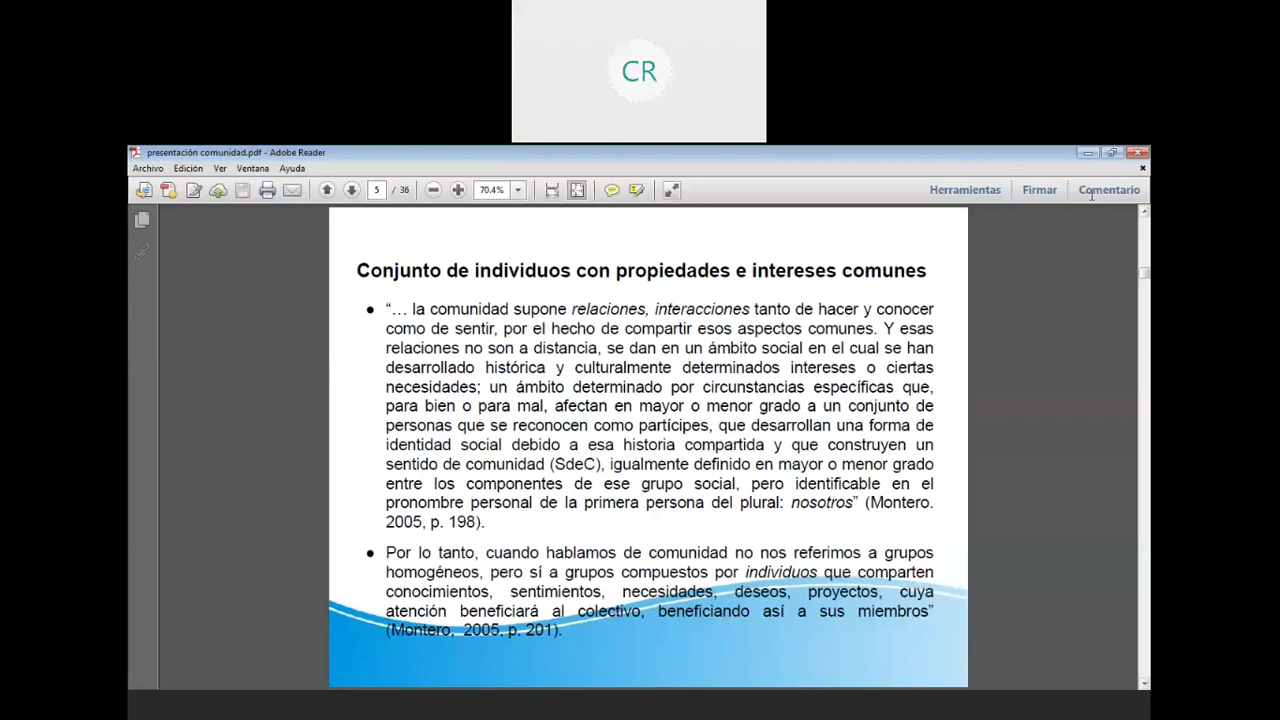 CR
presentación comunidad.pdf - Adobe Reader
Archivo Edición Ver Ventana Ayuda
5 / 36 70.4% Herramientas Firmar Comentario
Conjunto de individuos con propiedades e intereses comunes
● “… la comunidad supone relaciones, interacciones tanto de hacer y conocer
como de sentir, por el hecho de compartir esos aspectos comunes. Y esas
relaciones no son a distancia, se dan en un ámbito social en el cual se han
desarrollado histórica y culturalmente determinados intereses o ciertas
necesidades; un ámbito determinado por circunstancias específicas que,
para bien o para mal, afectan en mayor o menor grado a un conjunto de
personas que se reconocen como partícipes, que desarrollan una forma de
identidad social debido a esa historia compartida y que construyen un
sentido de comunidad (SdeC), igualmente definido en mayor o menor grado
entre los componentes de ese grupo social, pero identificable en el
pronombre personal de la primera persona del plural: nosotros” (Montero.
2005, p. 198).
● Por lo tanto, cuando hablamos de comunidad no nos referimos a grupos
homogéneos, pero sí a grupos compuestos por individuos que comparten
conocimientos, sentimientos, necesidades, deseos, proyectos, cuya
atención beneficiará al colectivo, beneficiando así a sus miembros”
(Montero, 2005, p. 201).